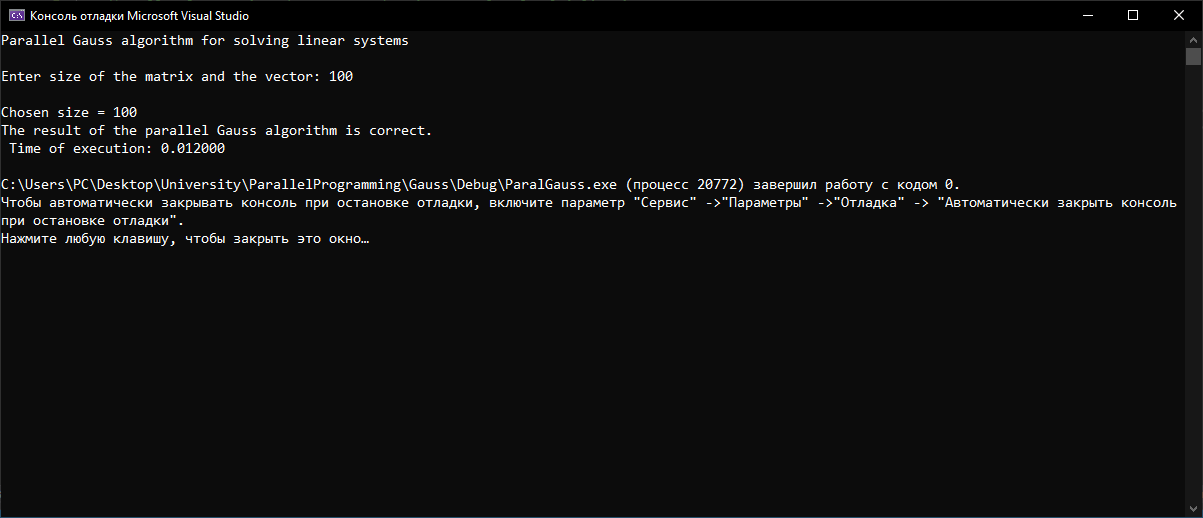 Консоль отладки Microsoft Visual Studio
Parallel Gauss algorithm for solving linear systems
Enter size of the matrix and the vector: 100
Chosen size = 100
The result of the parallel Gauss algorithm is correct.
Time of execution: 0.012000
C:\Users\PC\Desktop\University\ParallelProgramming\Gauss\Debug\ParalGauss.exe (процесс 20772) завершил работу с кодом 0.
Чтобы автоматически закрывать консоль при остановке отладки, включите параметр "Сервис" ->"Параметры" ->"Отладка" -> "Автоматически закрыть консоль
при остановке отладки".
Нажмите любую клавишу, чтобы закрыть это окно…